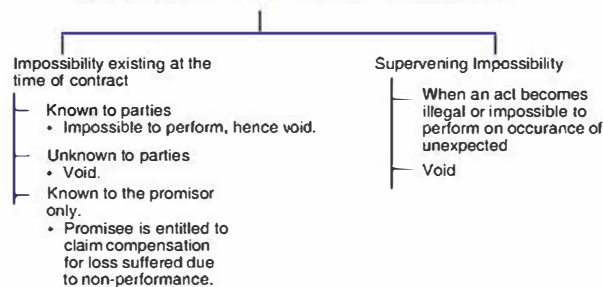 Impossibility existing at the
time of contract
Known to parties
• Impossible to perform, hence void.
Unknown to parties
• Void.
Known to the promisor
only.
• Promisee is entitled to
claim compensation
for loss suffered due
to non-performance.
Supervening Impossibility
When an act becomes
illegal or impossible to
perform on occurance of
unexpected
Void